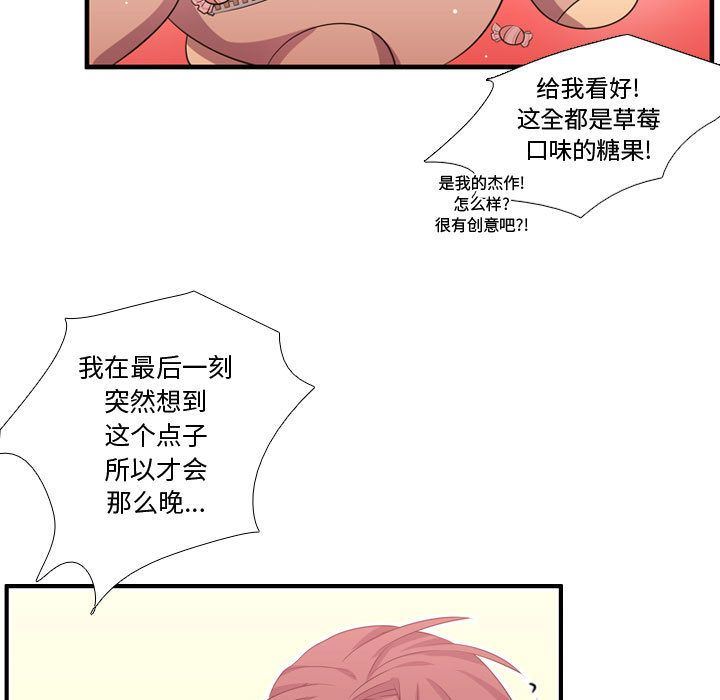 给我看好!
这全都是草莓
口味的糖果!
是我的杰作!
怎么样?
很有创意吧?!
我在最后一刻
突然想到
这个点子
所以才会
那么晚...